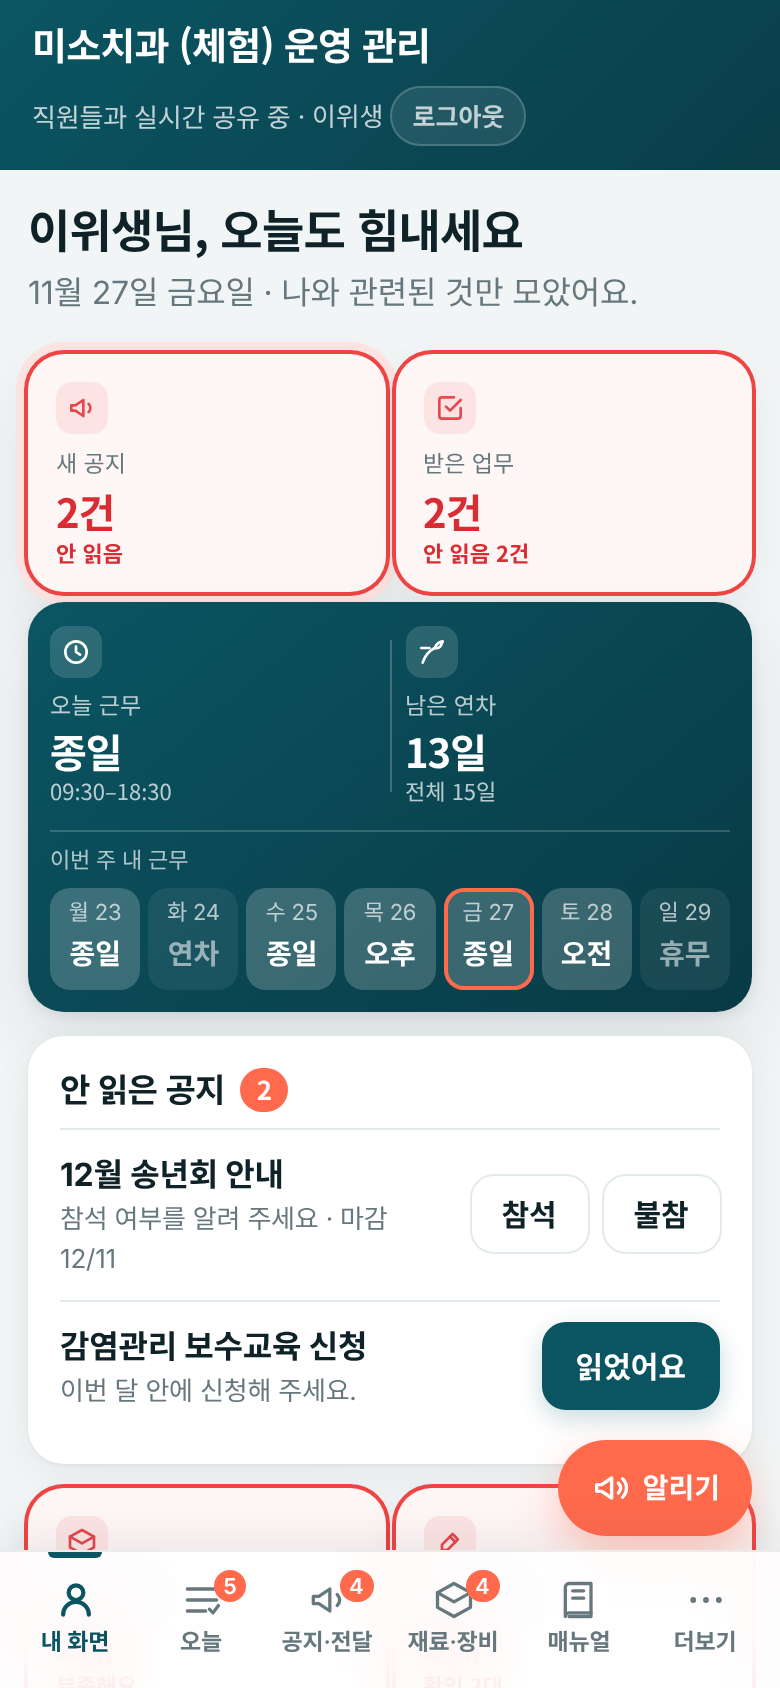 미소치과 (체험) 운영 관리
직원들과 실시간 공유 중 · 이위생 로그아웃
이위생님, 오늘도 힘내세요
11월 27일 금요일 · 나와 관련된 것만 모았어요.
새 공지
2건
안 읽음
받은 업무
2건
안 읽음 2건
오늘 근무
종일
09:30–18:30
남은 연차
13일
전체 15일
이번 주 내 근무
월 23 화 24 수 25 목 26 금 27 토 28 일 29
종일 연차 종일 오후 종일 오전 휴무
안 읽은 공지 2
12월 송년회 안내
참석 여부를 알려 주세요 · 마감
12/11
참석 불참
감염관리 보수교육 신청
이번 달 안에 신청해 주세요.
읽었어요
알리기
5 4 4
내 화면 오늘 공지·전달 재료·장비 매뉴얼 더보기